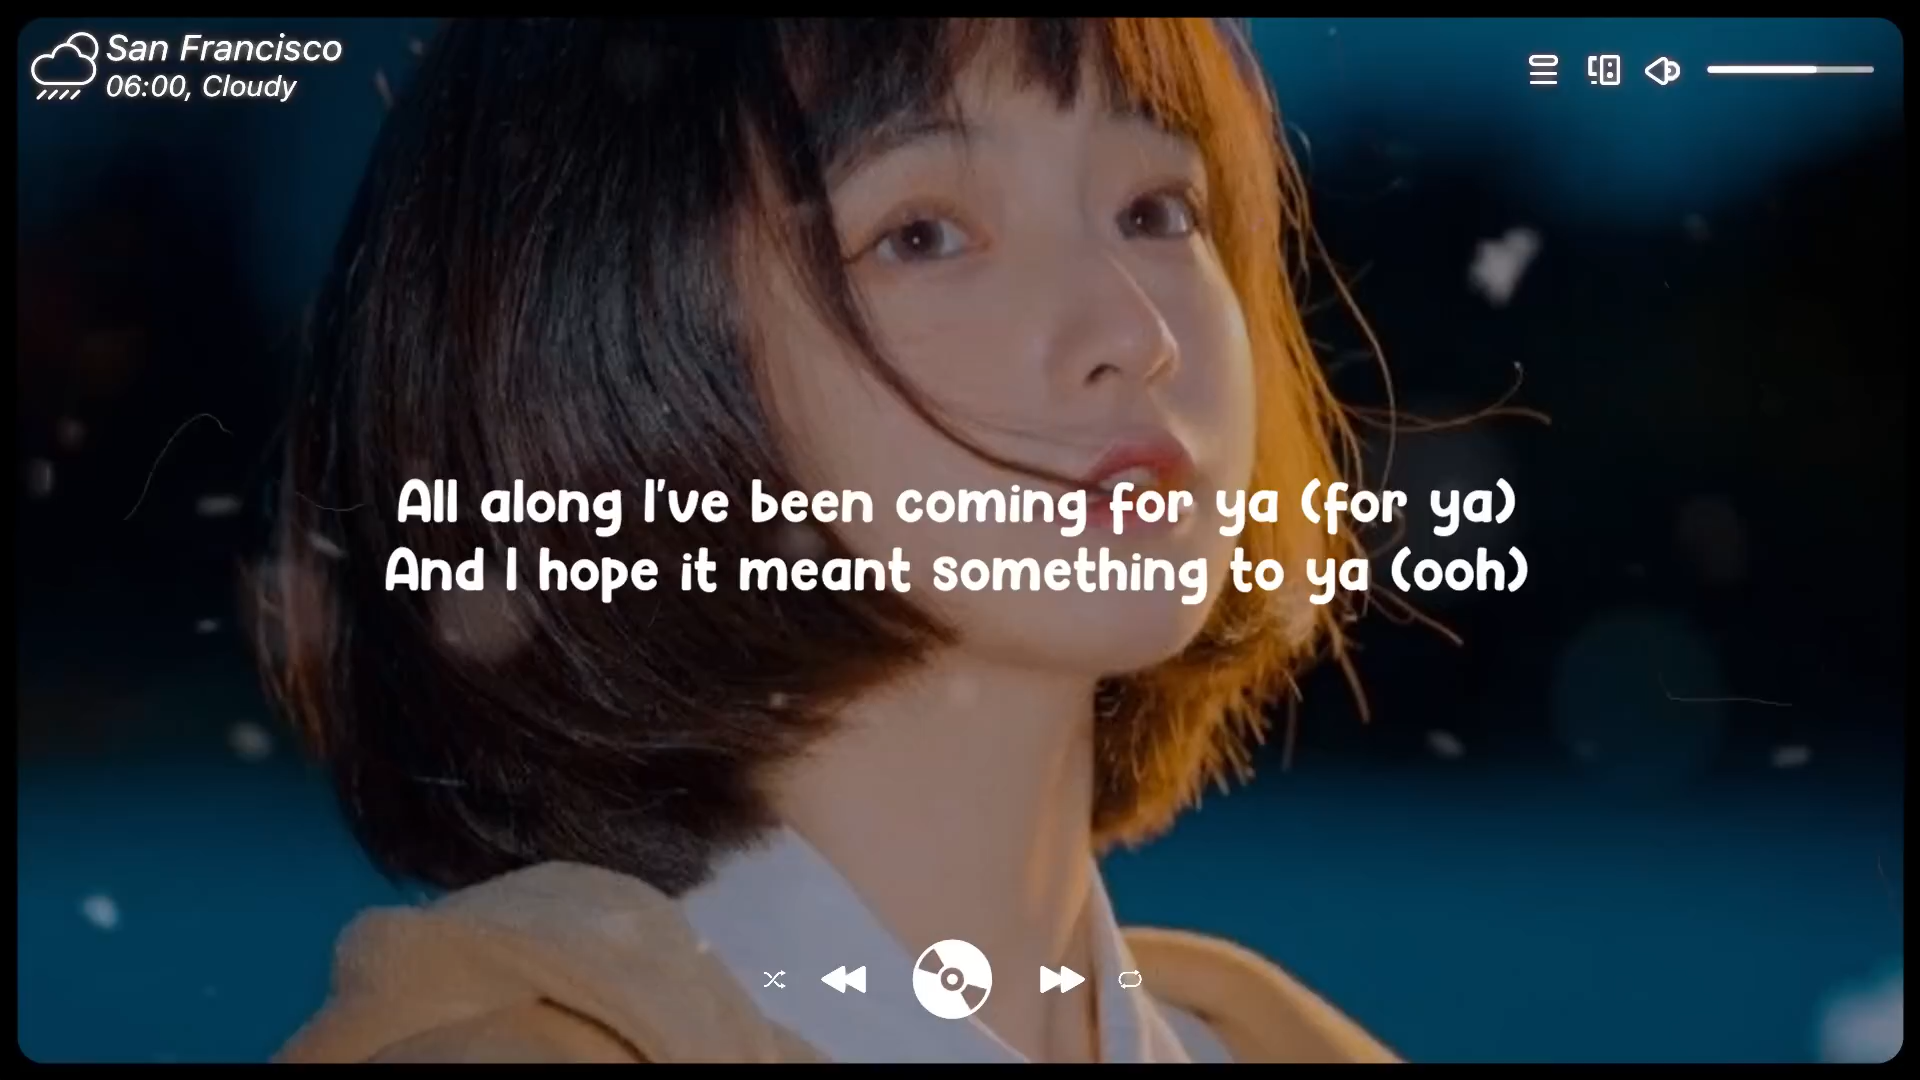 San Francisco
06:00, Cloudy
All along I've been coming for ya (for ya)
And I hope it meant something to ya (ooh)